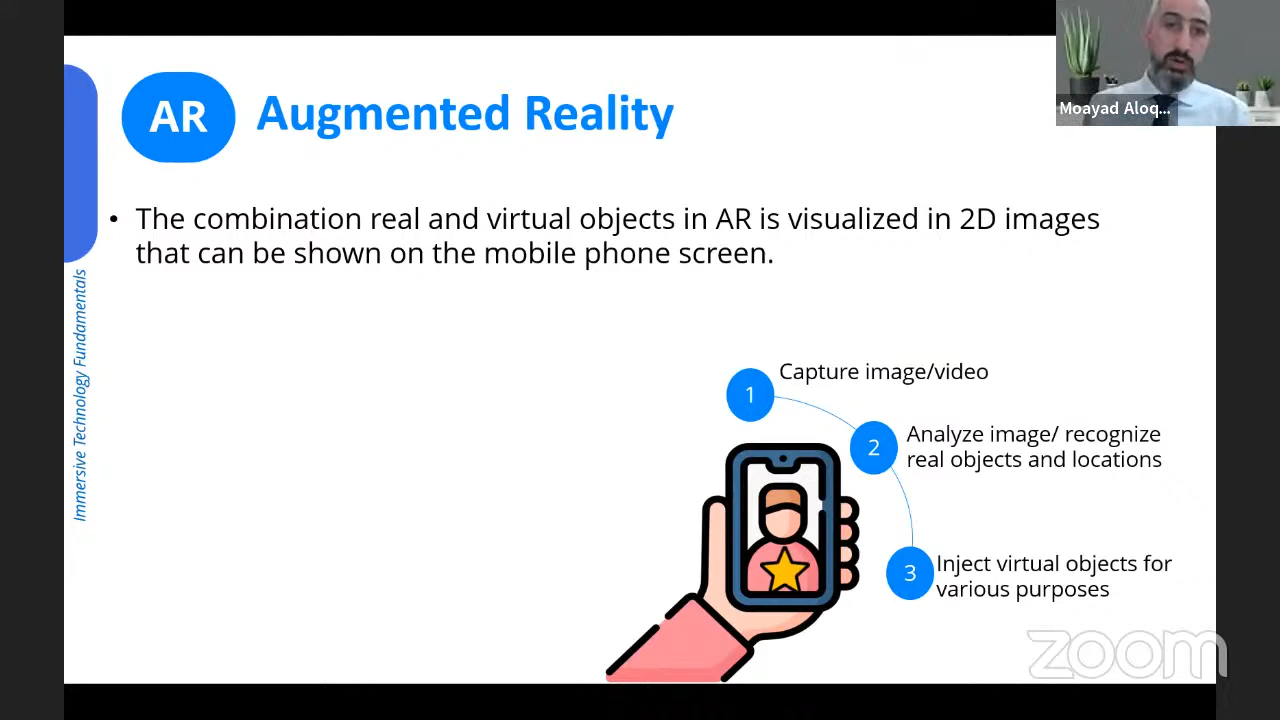 AR
Augmented Reality
Moayad Aloq...
• The combination real and virtual objects in AR is visualized in 2D images
that can be shown on the mobile phone screen.
Immersive Technology Fundamentals
1
Capture image/video
2
Analyze image/ recognize
real objects and locations
3
Inject virtual objects for
various purposes
zoom